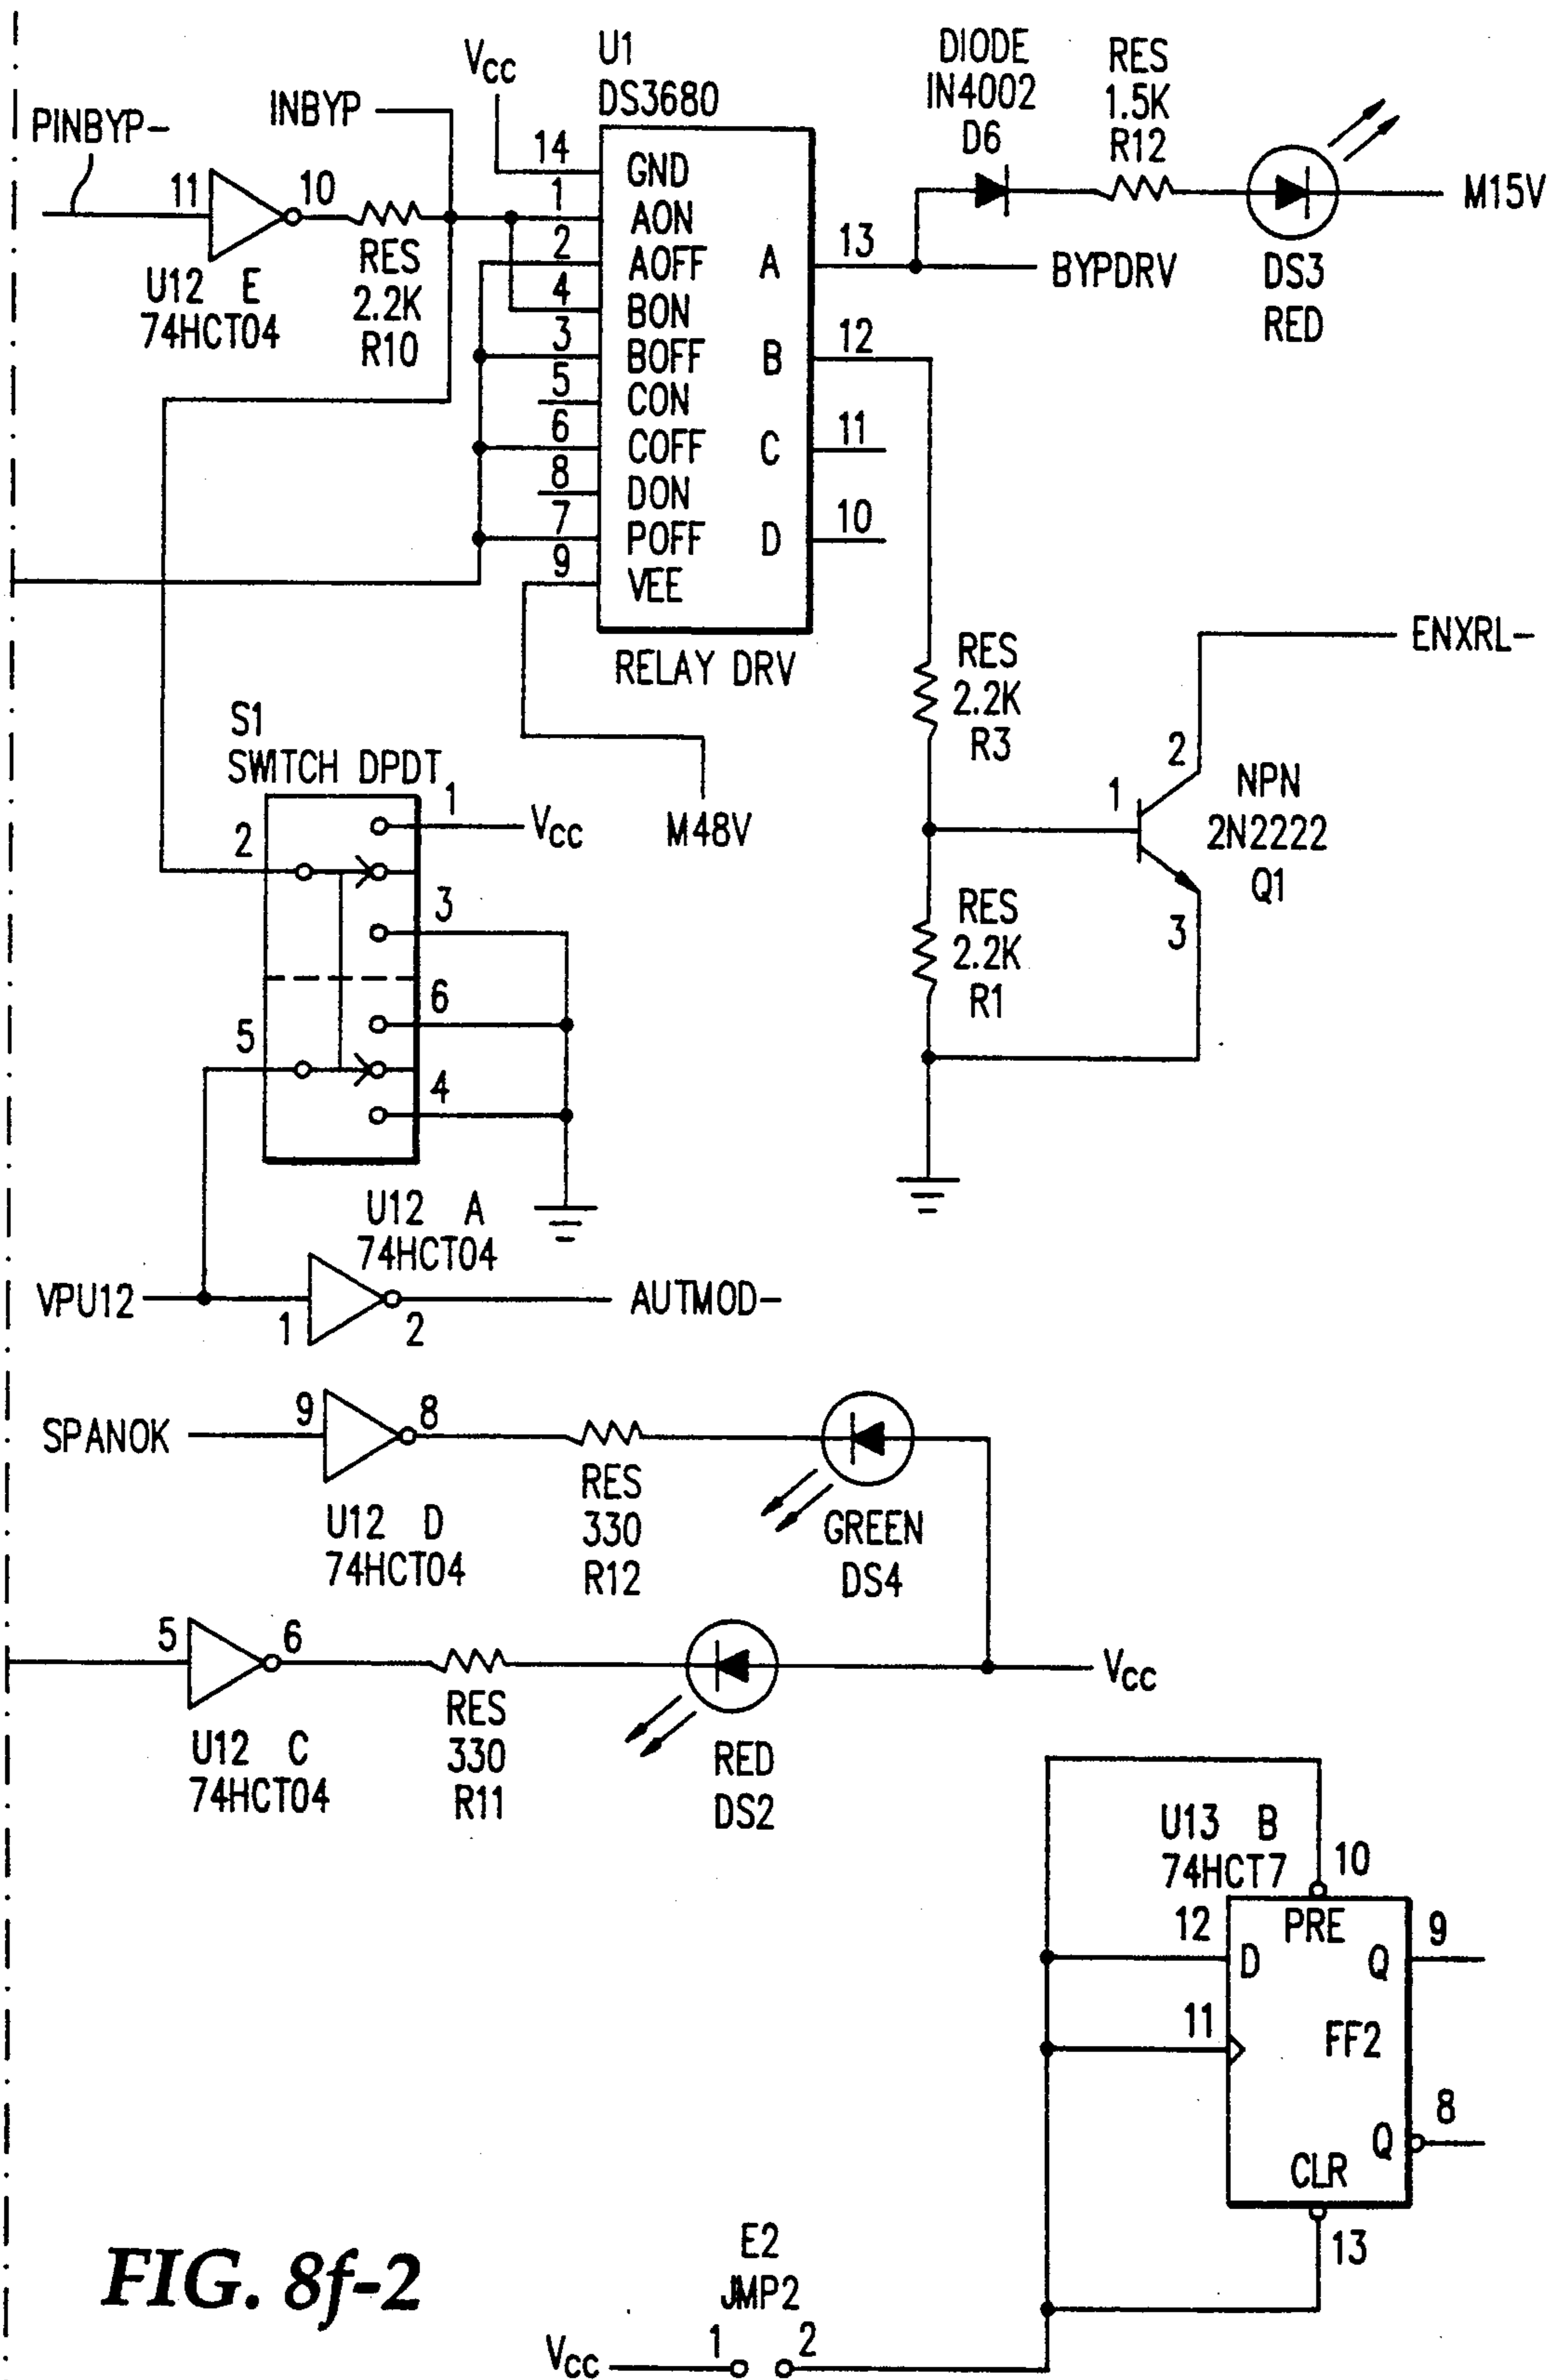 PINBYP-
INBYP
VCC
U1
DS3680
DIODE
IN4002
D6
RES
1.5K
R12
M15V
DS3
RED
11
10
U12 E
74HCT04
RES
2.2K
R10
14 GND
1 AON
2 AOFF
4 BON
3 BOFF
5 CON
6 COFF
8 DON
7 POFF
9 VEE
A 13
B 12
C 11
D 10
BYPDRV
RELAY DRV
M48V
S1
SWITCH DPDT
1
VCC
2
3
6
5
4
RES
2.2K
R3
RES
2.2K
R1
ENXRL-
2
1
3
NPN
2N2222
Q1
U12 A
74HCT04
VPU12
1
2
AUTMOD-
SPANOK
9
8
U12 D
74HCT04
RES
330
R12
GREEN
DS4
5
6
U12 C
74HCT04
RES
330
R11
RED
DS2
VCC
U13 B
74HCT7
10
PRE
12
D
Q
9
11
FF2
Q
8
CLR
13
E2
JMP2
VCC
1
2
FIG. 8f-2